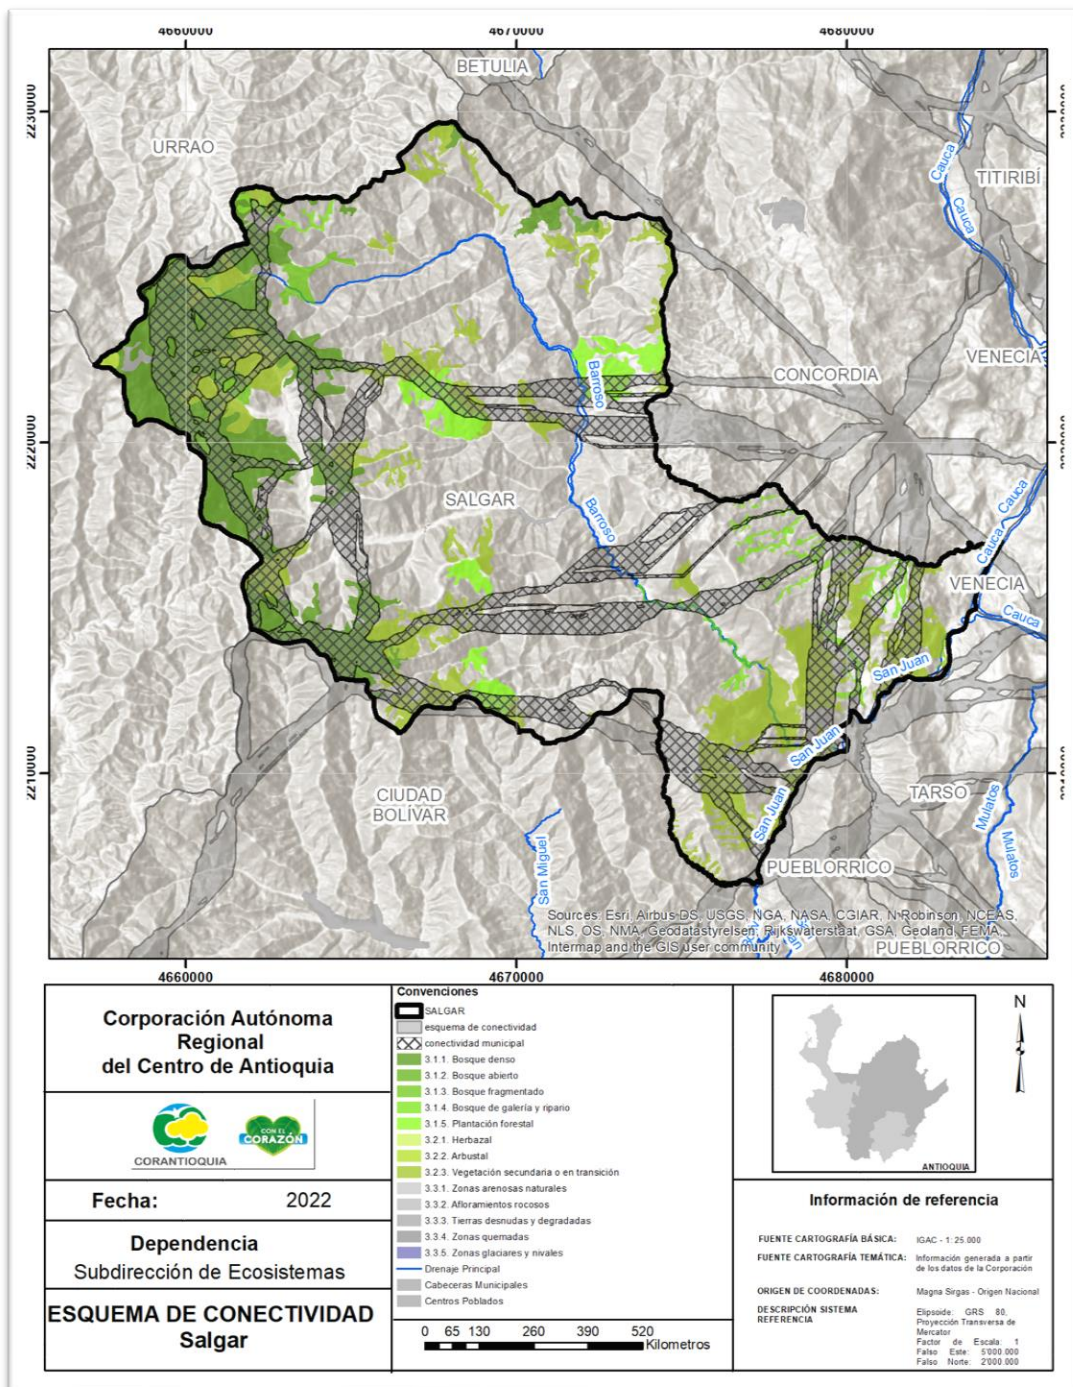 4660000
4670000
4680000
BETULIA
2230000
URRAO
Cauca
TITIRIBÍ
Cauca
VENECIA
Barroso
CONCORDIA
2220000
SALGAR
Barroso
Cauca
Cauca
VENECIA
Cauca
San Juan
San Juan
2210000
CIUDAD
BOLÍVAR
San Juan
TARSO
Mulatos
Mulatos
San Miguel
PUEBLORRICO
Sources: Esri, Airbus DS, USGS, NGA, NASA, CGIAR, N Robinson, NCEAS,
NLS, OS, NMA, Geodatastyrelsen, Rijkswaterstaat, GSA, Geoland, FEMA,
Intermap and the GIS user community
PUEBLORRICO
4660000
4670000
4680000
Corporación Autónoma
Regional
del Centro de Antioquia
CORANTIOQUIA
CON EL
CORAZÓN
Fecha: 2022
Dependencia
Subdirección de Ecosistemas
ESQUEMA DE CONECTIVIDAD
Salgar
Convenciones
SALGAR
esquema de conectividad
conectividad municipal
3.1.1. Bosque denso
3.1.2. Bosque abierto
3.1.3. Bosque fragmentado
3.1.4. Bosque de galería y ripario
3.1.5. Plantación forestal
3.2.1. Herbazal
3.2.2. Arbustal
3.2.3. Vegetación secundaria o en transición
3.3.1. Zonas arenosas naturales
3.3.2. Afloramientos rocosos
3.3.3. Tierras desnudas y degradadas
3.3.4. Zonas quemadas
3.3.5. Zonas glaciares y nivales
Drenaje Principal
Cabeceras Municipales
Centros Poblados
0 65 130 260 390 520
Kilometros
N
ANTIOQUIA
Información de referencia
FUENTE CARTOGRAFÍA BÁSICA: IGAC - 1: 25.000
FUENTE CARTOGRAFÍA TEMÁTICA: Información generada a partir
de los datos de la Corporación
ORIGEN DE COORDENADAS: Magna Sirgas - Origen Nacional
DESCRIPCIÓN SISTEMA
REFERENCIA
Elipsoide: GRS 80,
Proyección Transversa de
Mercator
Factor de Escala: 1
Falso Este: 5'000.000
Falso Norte: 2'000.000